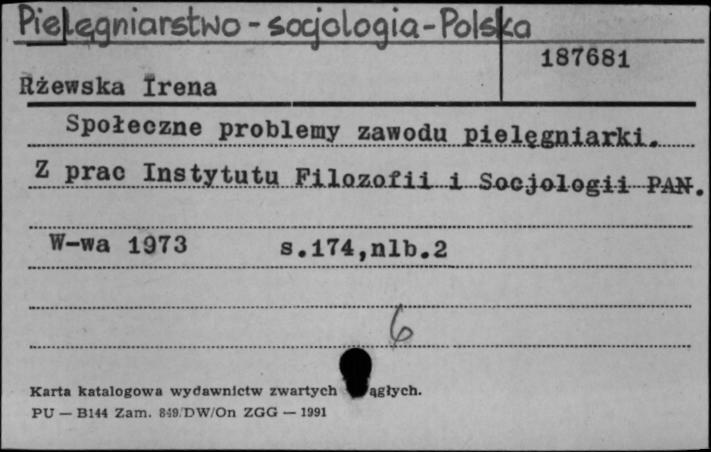 Pielęgniarstwo - socjologia - Polska
187681
Rżewska Irena
Społeczne problemy zawodu pielęgniarki.
Z prac Instytutu Filozofii i Socjologii PAN.
W-wa 1973 s.174,nlb.2
6
Karta katalogowa wydawnictw zwartych ągłych.
PU — B144 Zam. 849/DW/On ZGG — 1991